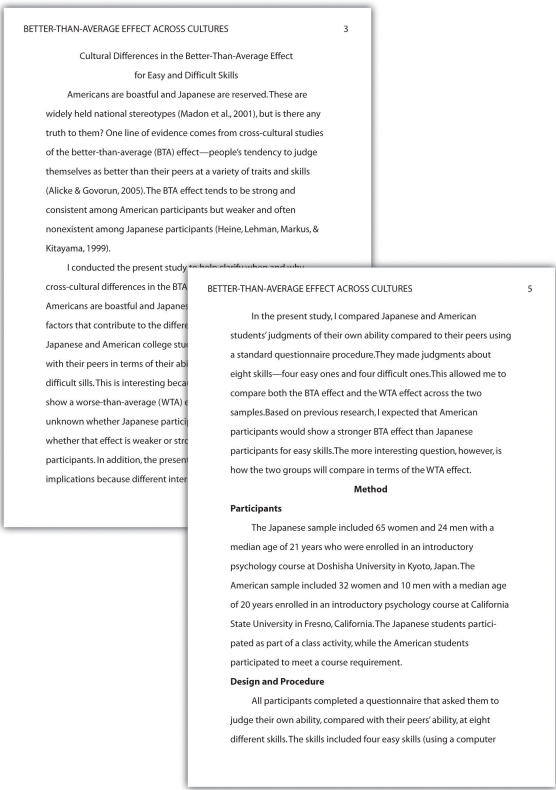 BETTER-THAN-AVERAGE EFFECT ACROSS CULTURES 3
Cultural Differences in the Better-Than-Average Effect
for Easy and Difficult Skills
Americans are boastful and Japanese are reserved. These are
widely held national stereotypes (Madon et al., 2001), but is there any
truth to them? One line of evidence comes from cross-cultural studies
of the better-than-average (BTA) effect—people's tendency to judge
themselves as better than their peers at a variety of traits and skills
(Alicke & Govorun, 2005). The BTA effect tends to be strong and
consistent among American participants but weaker and often
nonexistent among Japanese participants (Heine, Lehman, Markus, &
Kitayama, 1999).
I conducted the present study to help clarify when and why
cross-cultural differences in the BTA
Americans are boastful and Japanes
factors that contribute to the differe
Japanese and American college stu
with their peers in terms of their abi
difficult sills. This is interesting beca
show a worse-than-average (WTA) e
unknown whether Japanese partici
whether that effect is weaker or stro
participants. In addition, the presen
implications because different inter
BETTER-THAN-AVERAGE EFFECT ACROSS CULTURES 5
In the present study, I compared Japanese and American
students' judgments of their own ability compared to their peers using
a standard questionnaire procedure.They made judgments about
eight skills—four easy ones and four difficult ones.This allowed me to
compare both the BTA effect and the WTA effect across the two
samples.Based on previous research, I expected that American
participants would show a stronger BTA effect than Japanese
participants for easy skills.The more interesting question, however, is
how the two groups will compare in terms of the WTA effect.
Method
Participants
The Japanese sample included 65 women and 24 men with a
median age of 21 years who were enrolled in an introductory
psychology course at Doshisha University in Kyoto, Japan.The
American sample included 32 women and 10 men with a median age
of 20 years enrolled in an introductory psychology course at California
State University in Fresno, California. The Japanese students partici-
pated as part of a class activity, while the American students
participated to meet a course requirement.
Design and Procedure
All participants completed a questionnaire that asked them to
judge their own ability, compared with their peers' ability, at eight
different skills. The skills included four easy skills (using a computer